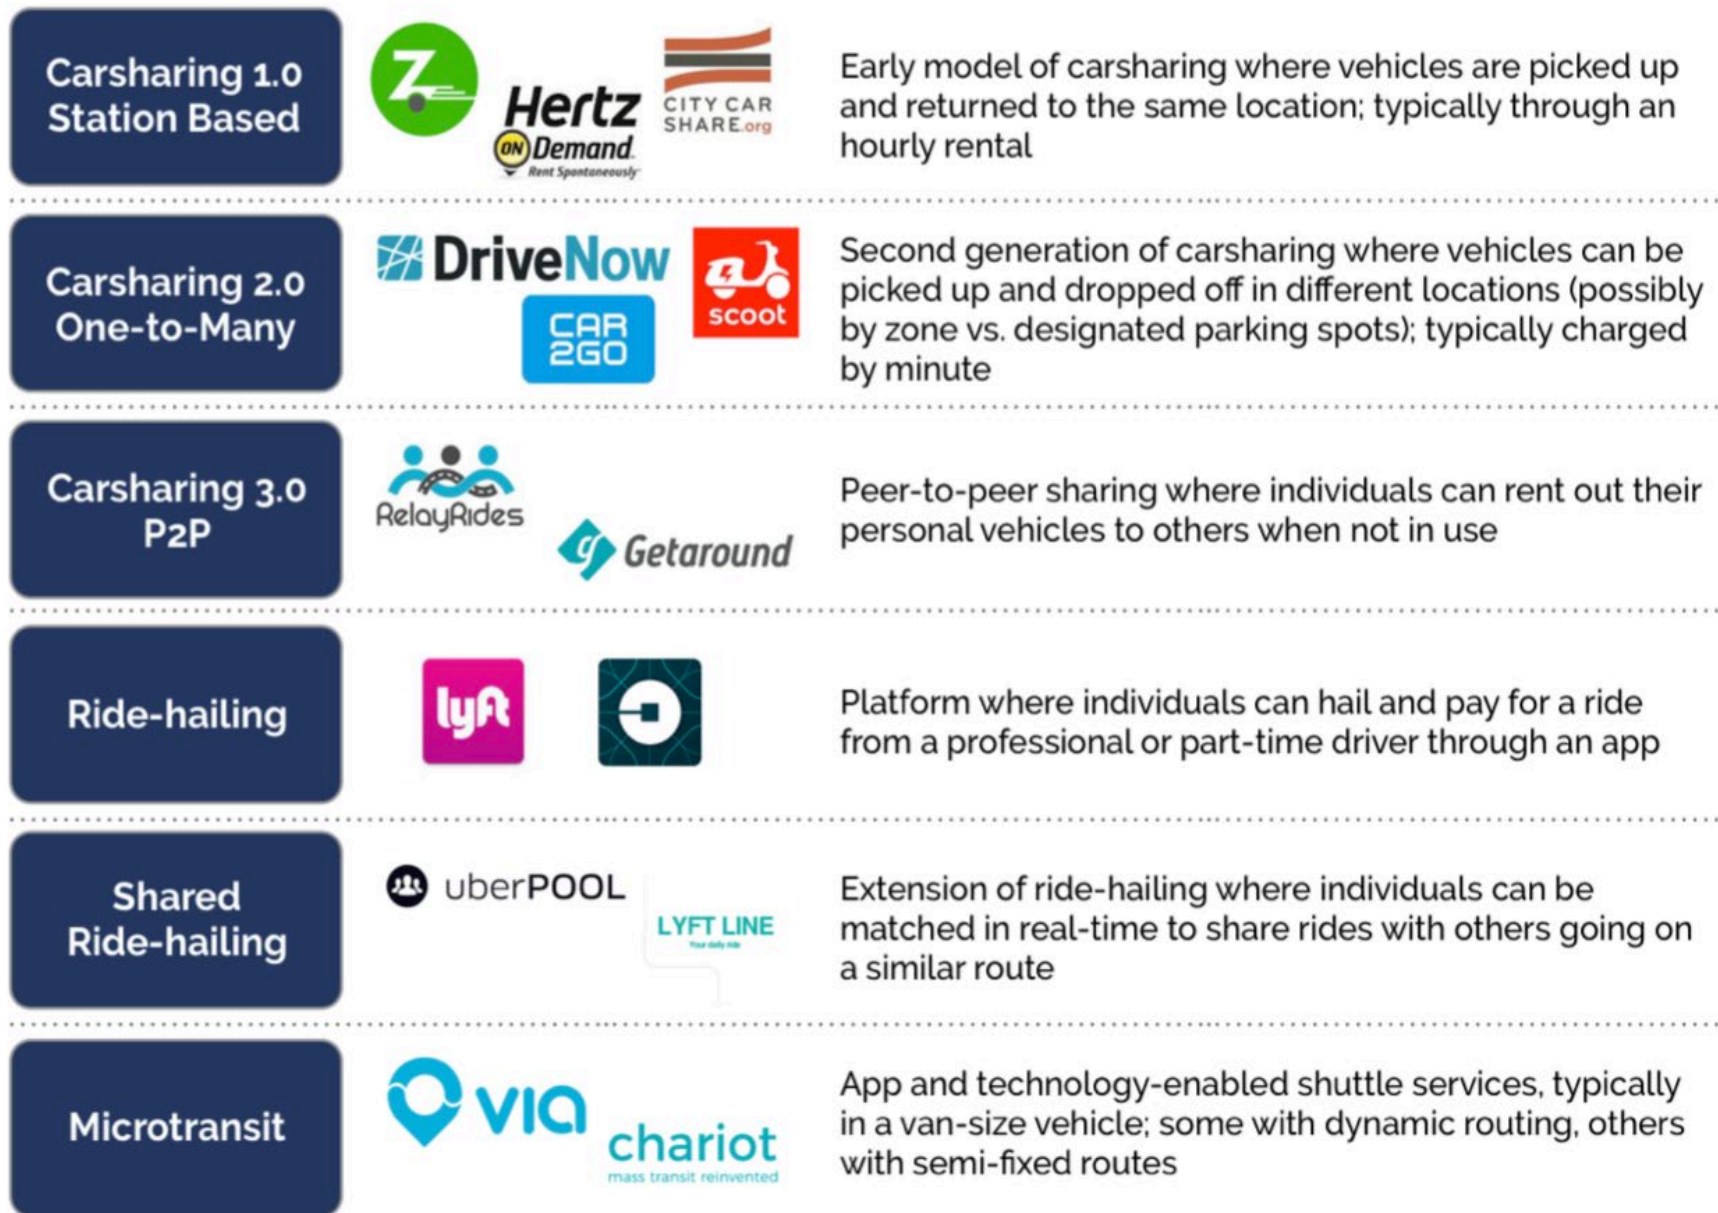 Carsharing 1.0
Station Based
Z
Hertz
ON Demand.
Rent Spontaneously
CITY CAR
SHARE.org
Early model of carsharing where vehicles are picked up
and returned to the same location; typically through an
hourly rental
Carsharing 2.0
One-to-Many
DriveNow
CAR
2GO
scoot
Second generation of carsharing where vehicles can be
picked up and dropped off in different locations (possibly
by zone vs. designated parking spots); typically charged
by minute
Carsharing 3.0
P2P
RelayRides
g Getaround
Peer-to-peer sharing where individuals can rent out their
personal vehicles to others when not in use
Ride-hailing
lyft
Platform where individuals can hail and pay for a ride
from a professional or part-time driver through an app
Shared
Ride-hailing
uberPOOL
LYFT LINE
Your daily ride
Extension of ride-hailing where individuals can be
matched in real-time to share rides with others going on
a similar route
Microtransit
via
chariot
mass transit reinvented
App and technology-enabled shuttle services, typically
in a van-size vehicle; some with dynamic routing, others
with semi-fixed routes